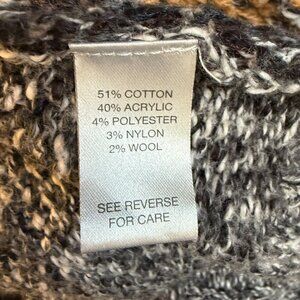 51% COTTON
40% ACRYLIC
4% POLYESTER
3% NYLON
2% WOOL
SEE REVERSE
FOR CARE